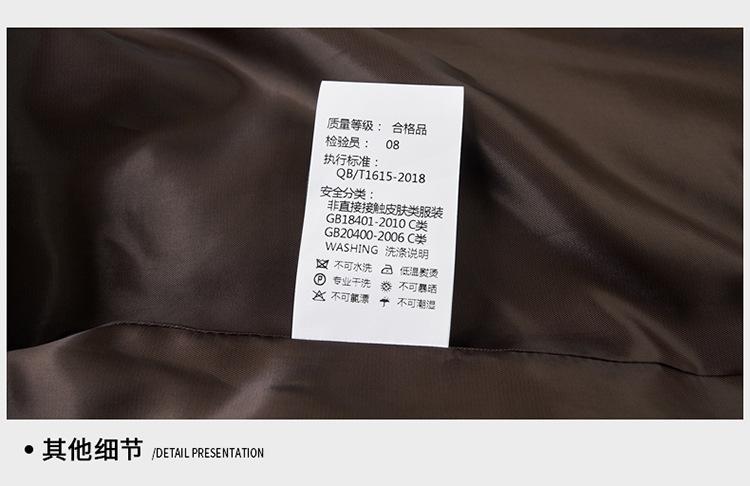 质量等级： 合格品
检验员： 08
执行标准：
QB/T1615-2018
安全分类：
非直接接触皮肤类服装
GB18401-2010 C类
GB20400-2006 C类
WASHING 洗涤说明
不可水洗 低温熨烫
P 专业干洗 不可暴晒
不可氯漂 不可潮湿
• 其他细节 /DETAIL PRESENTATION